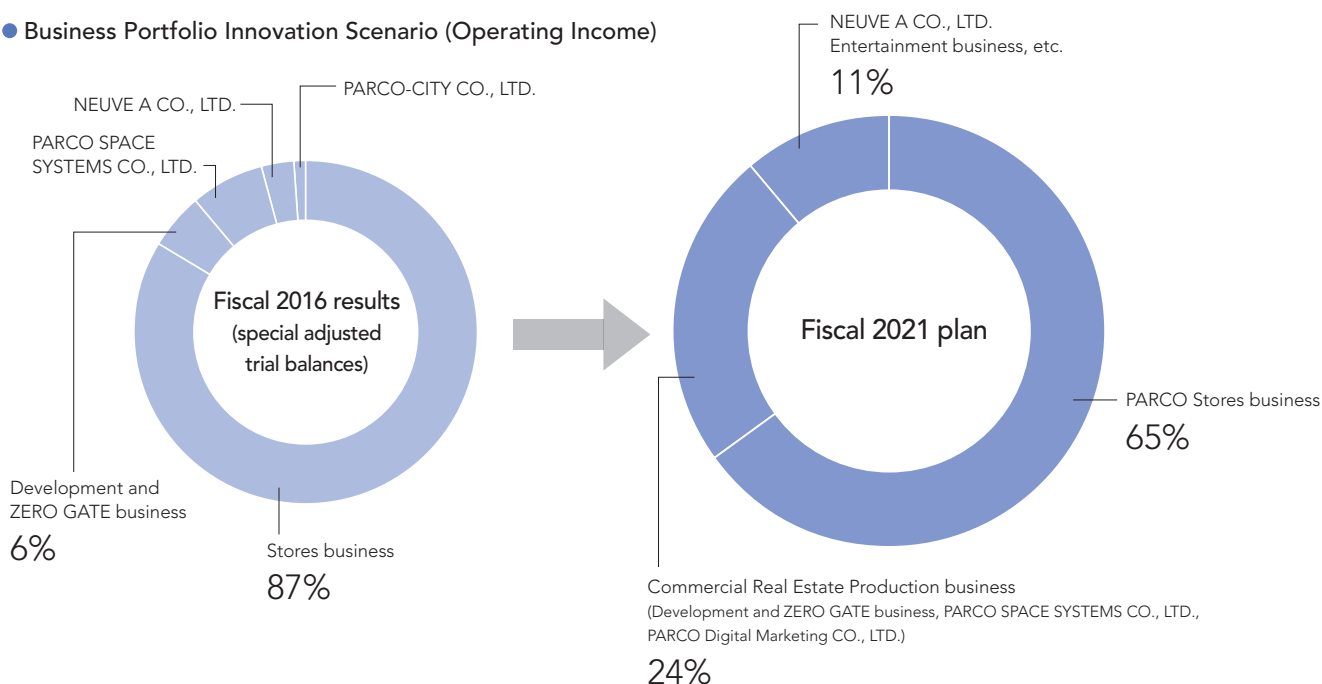 Business Portfolio Innovation Scenario (Operating Income)
PARCO-CITY CO., LTD.
NEUVE A CO., LTD.
PARCO SPACE
SYSTEMS CO., LTD.
Fiscal 2016 results
(special adjusted
trial balances)
Development and
ZERO GATE business
6%
Stores business
87%
NEUVE A CO., LTD.
Entertainment business, etc.
11%
Fiscal 2021 plan
PARCO Stores business
65%
Commercial Real Estate Production business
(Development and ZERO GATE business, PARCO SPACE SYSTEMS CO., LTD.,
PARCO Digital Marketing CO., LTD.)
24%